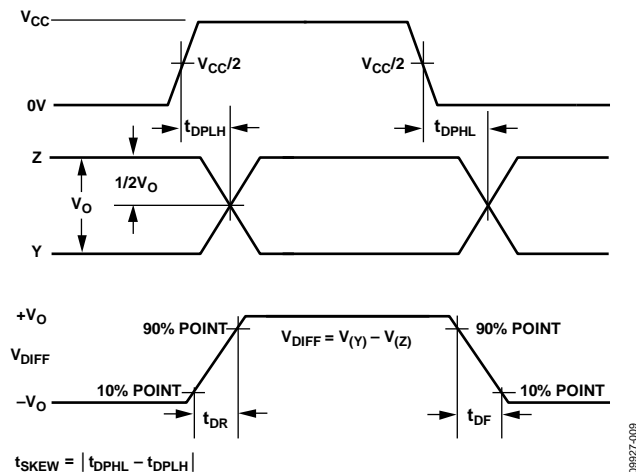 VCC
VCC/2
VCC/2
0V
tDPLH
tDPHL
Z
1/2VO
VO
Y
+VO
90% POINT
VDIFF = V(Y) – V(Z)
90% POINT
VDIFF
10% POINT
10% POINT
–VO
tDR
tDF
tSKEW = |tDPHL – tDPLH|
09927-009